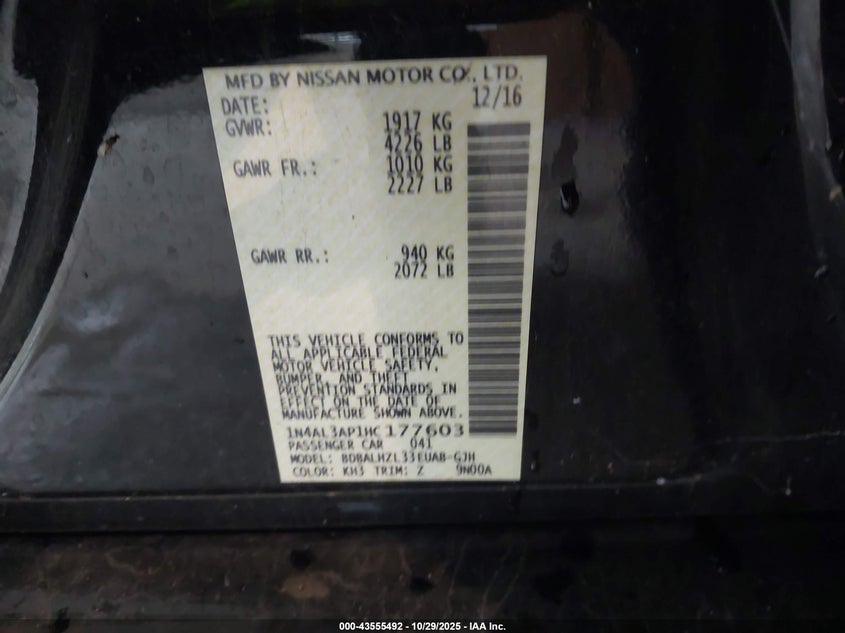 MFD BY NISSAN MOTOR CO., LTD.
DATE: 12/16
GVWR: 1917 KG
4226 LB
GAWR FR.: 1010 KG
2227 LB
GAWR RR.: 940 KG
2072 LB
THIS VEHICLE CONFORMS TO
ALL APPLICABLE FEDERAL
MOTOR VEHICLE SAFETY,
BUMPER, AND THEFT
PREVENTION STANDARDS IN
EFFECT ON THE DATE OF
MANUFACTURE SHOWN ABOVE.
1N4AL3AP1HC177603
PASSENGER CAR 041
MODEL: BDBALHZL33EUAB-GJH
COLOR: KH3 TRIM: Z 9N00A
000-43555492 - 10/29/2025 - IAA Inc.